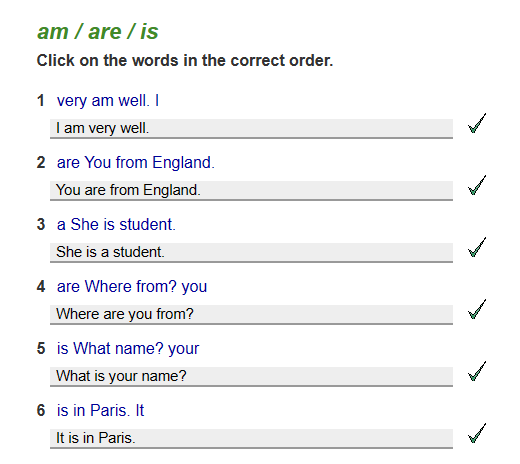 am / are / is
Click on the words in the correct order.
1 very am well. I
I am very well.
2 are You from England.
You are from England.
3 a She is student.
She is a student.
4 are Where from? you
Where are you from?
5 is What name? your
What is your name?
6 is in Paris. It
It is in Paris.